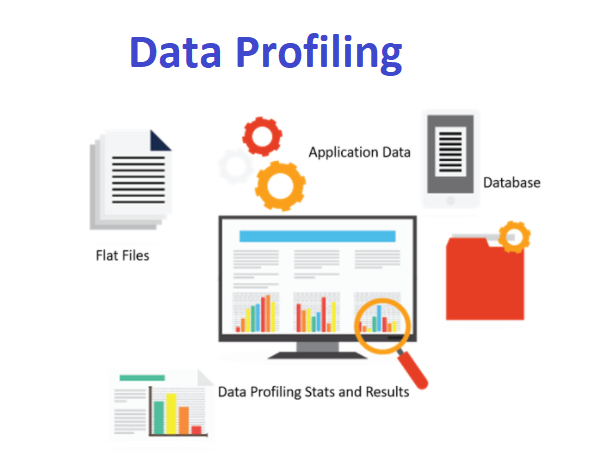 Data Profiling
Application Data
Database
Flat Files
Data Profiling Stats and Results